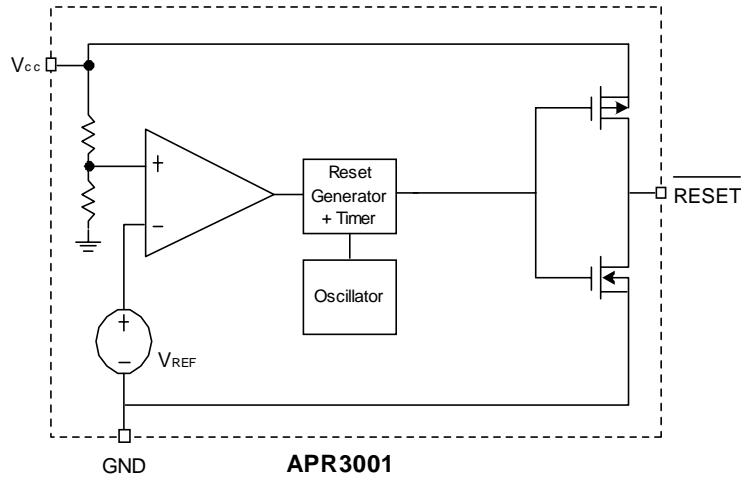 Vcc
+
−
Reset
Generator
+ Timer
Oscillator
RESET
+
−
VREF
GND
APR3001